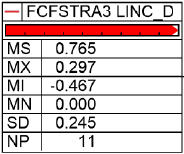 FCFSTRA3 LINC_D
MS 0.765
MX 0.297
MI -0.467
MN 0.000
SD 0.245
NP 11